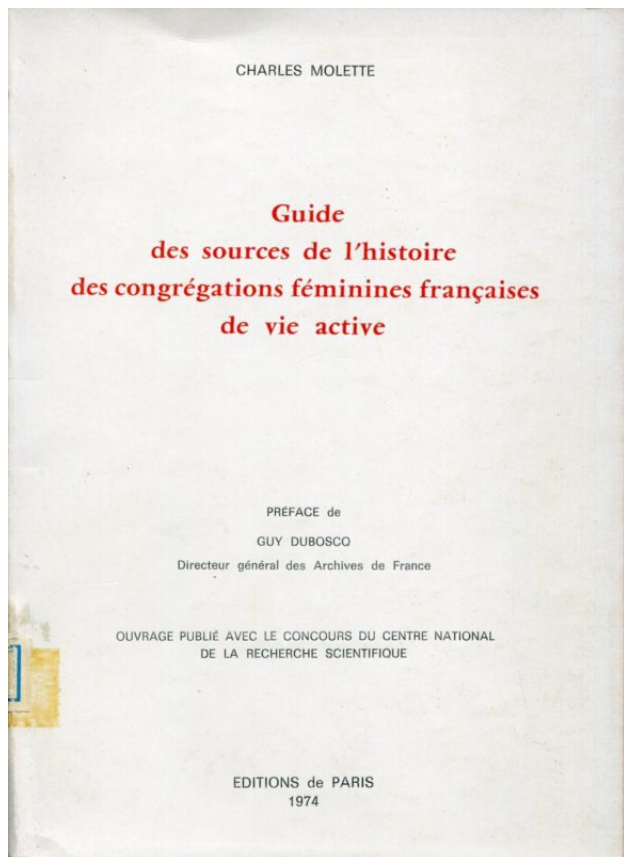 CHARLES MOLETTE
Guide
des sources de l'histoire
des congrégations féminines françaises
de vie active
PRÉFACE de
GUY DUBOSCQ
Directeur général des Archives de France
OUVRAGE PUBLIÉ AVEC LE CONCOURS DU CENTRE NATIONAL
DE LA RECHERCHE SCIENTIFIQUE
EDITIONS de PARIS
1974